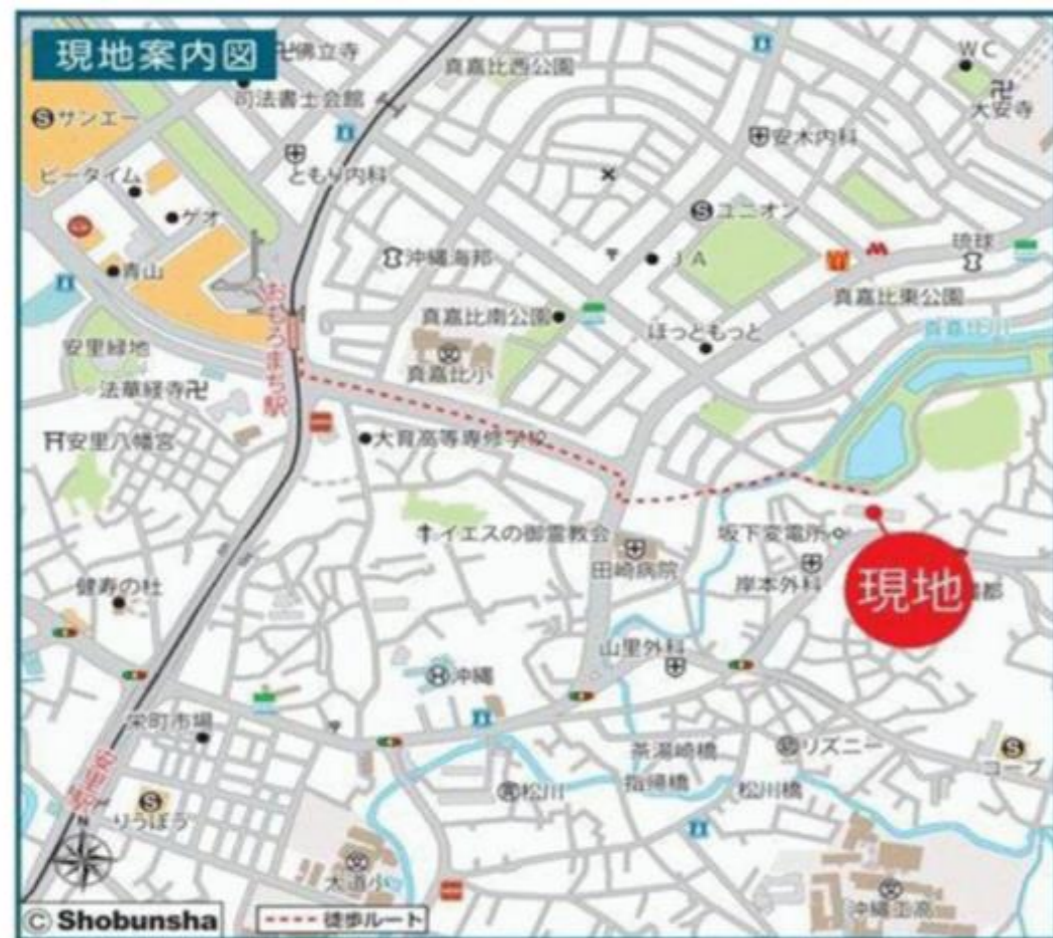 現地案内図
佛立寺
司法書士会館
真嘉比西公園
WC
大安寺
サンエー
ともり内科
安木内科
ビータイム
ゲオ
ユニオン
青山
沖縄海邦
JA
琉球
真嘉比南公園
真嘉比東公園
ほっともっと
真嘉比川
安里緑地
真嘉比小
おもろまち駅
法華経寺
安里八幡宮
大育高等専修学校
イエスの御霊教会
田崎病院
坂下変電所
岸本外科
現地
健寿の杜
山里外科
沖縄
栄町市場
茶湯崎橋
リズニー
コープ
安里駅
松川
指帰橋
松川橋
りうぼう
大道小
沖縄工高
N
© Shobunsha
徒歩ルート